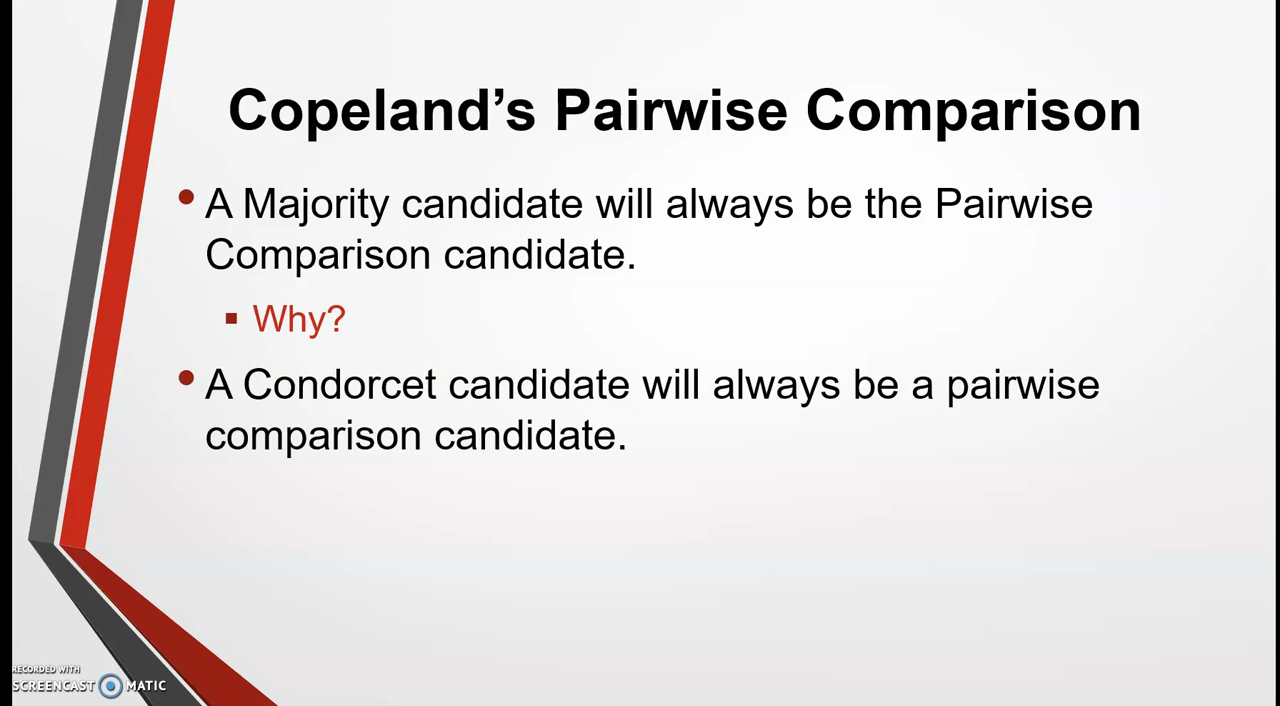 Copeland’s Pairwise Comparison
• A Majority candidate will always be the Pairwise
Comparison candidate.
▪ Why?
• A Condorcet candidate will always be a pairwise
comparison candidate.
RECORDED WITH
SCREENCAST MATIC